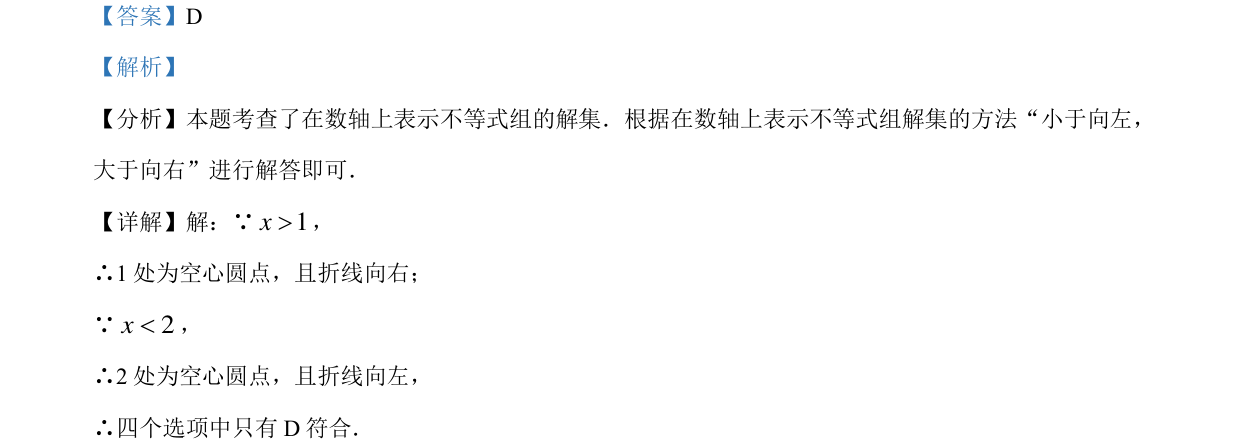 【答案】D
【解析】
【分析】本题考查了在数轴上表示不等式组的解集．根据在数轴上表示不等式组解集的方法“小于向左，
大于向右”进行解答即可．
【详解】解：∵ x＞1，
∴1 处为空心圆点，且折线向右；
∵ x＜2，
∴2 处为空心圆点，且折线向左，
∴四个选项中只有 D 符合．